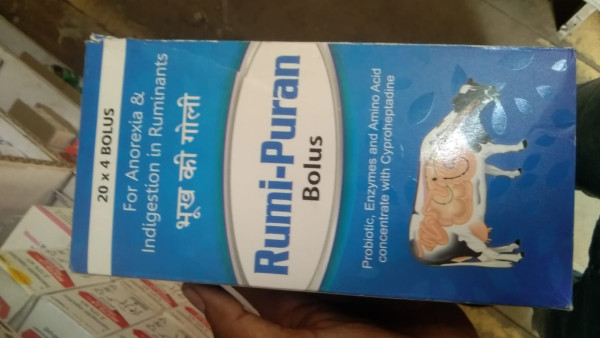 20 x 4 BOLUS
For Anorexia &
Indigestion in Ruminants
भूख की गोली
Rumi-Puran
Bolus
Probiotic, Enzymes and Amino Acid
concentrate with Cyproheptadine